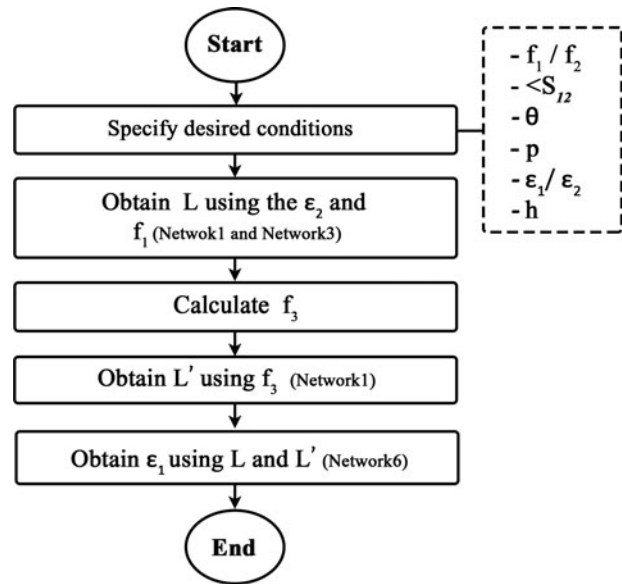 Start
Specify desired conditions
- f₁ / f₂
- <S₁₂
- θ
- p
- ε₁/ ε₂
- h
Obtain L using the ε₂ and
f₁ (Netwok1 and Network3)
Calculate f₃
Obtain L' using f₃ (Network1)
Obtain ε₁ using L and L' (Network6)
End